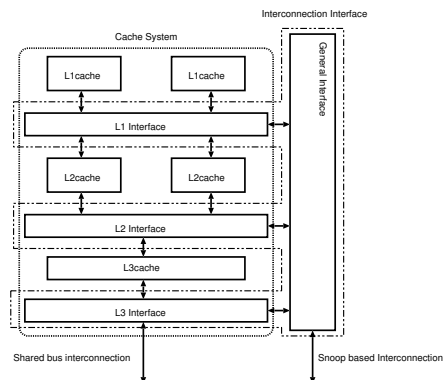 Interconnection Interface
Cache System
General Interface
L1cache
L1cache
L1 Interface
L2cache
L2cache
L2 Interface
L3cache
L3 Interface
Shared bus interconnection
Snoop based Interconnection